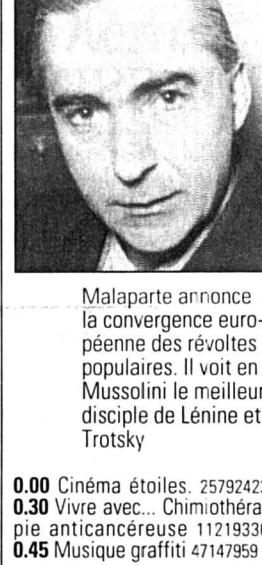 Malaparte annonce
la convergence euro-
péenne des révoltes
populaires. Il voit en
Mussolini le meilleur
disciple de Lénine et
Trotsky
0.00 Cinéma étoiles. 2579242
0.30 Vivre avec... Chimiothéra
pie anticancéreuse 1121933
0.45 Musique graffiti 47147959